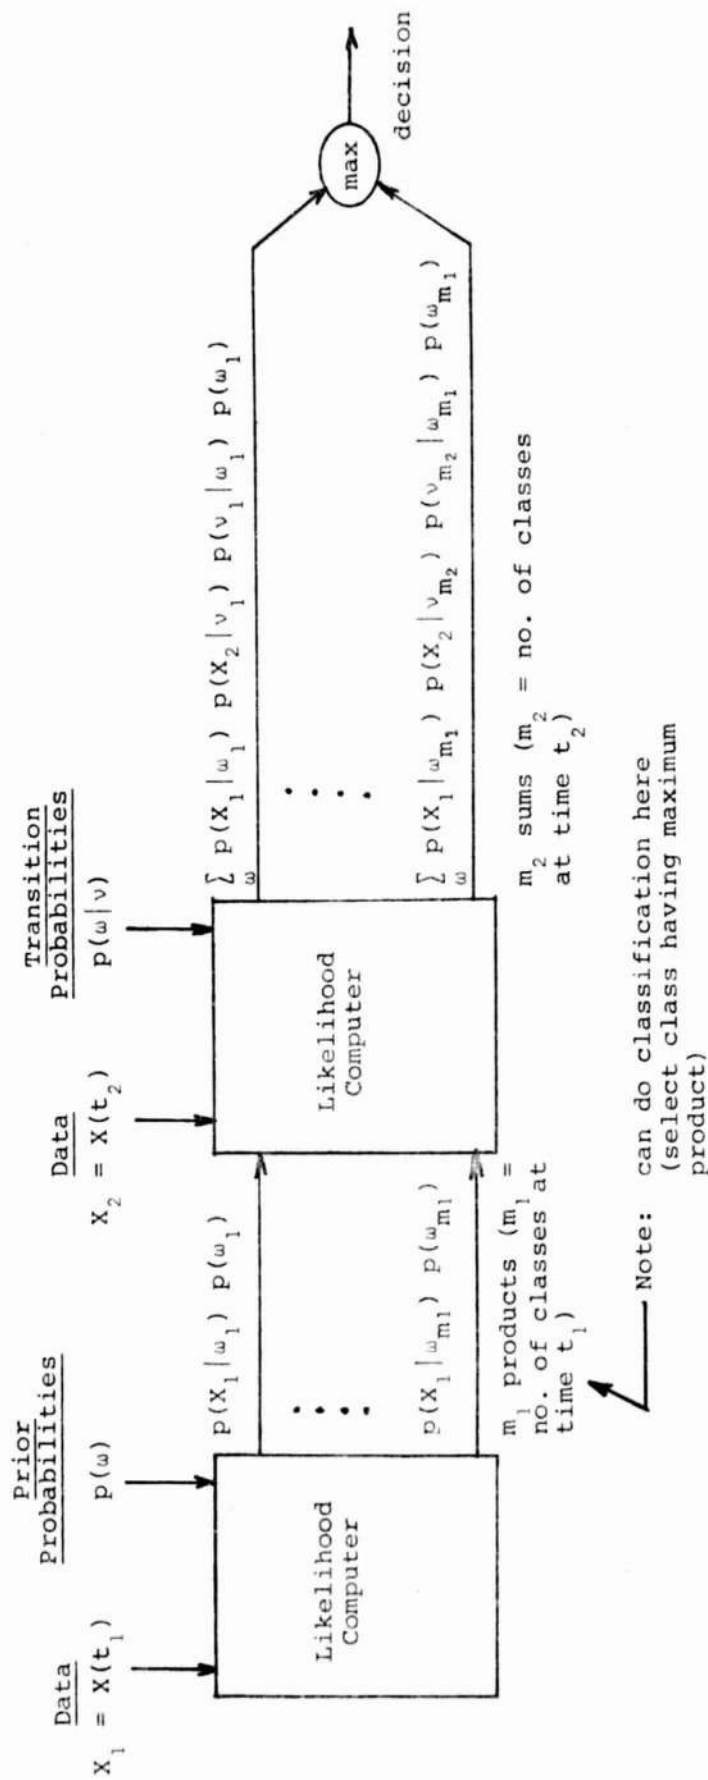 Data
X₁ = X(t₁)
Prior
Probabilities
p(ω)
Likelihood
Computer
p(X₁|ω₁) p(ω₁)
. . . .
p(X₁|ωₘ₁) p(ωₘ₁)
m₁ products (m₁ =
no. of classes at
time t₁)
Note: can do classification here
(select class having maximum
product)
Data
X₂ = X(t₂)
Transition
Probabilities
p(ω|ν)
Likelihood
Computer
∑ p(X₁|ω₁) p(X₂|ν₁) p(ν₁|ω₁) p(ω₁)
ω
. . . .
∑ p(X₁|ωₘ₁) p(X₂|νₘ₂) p(νₘ₂|ωₘ₁) p(ωₘ₁)
ω
m₂ sums (m₂ = no. of classes
at time t₂)
max
decision